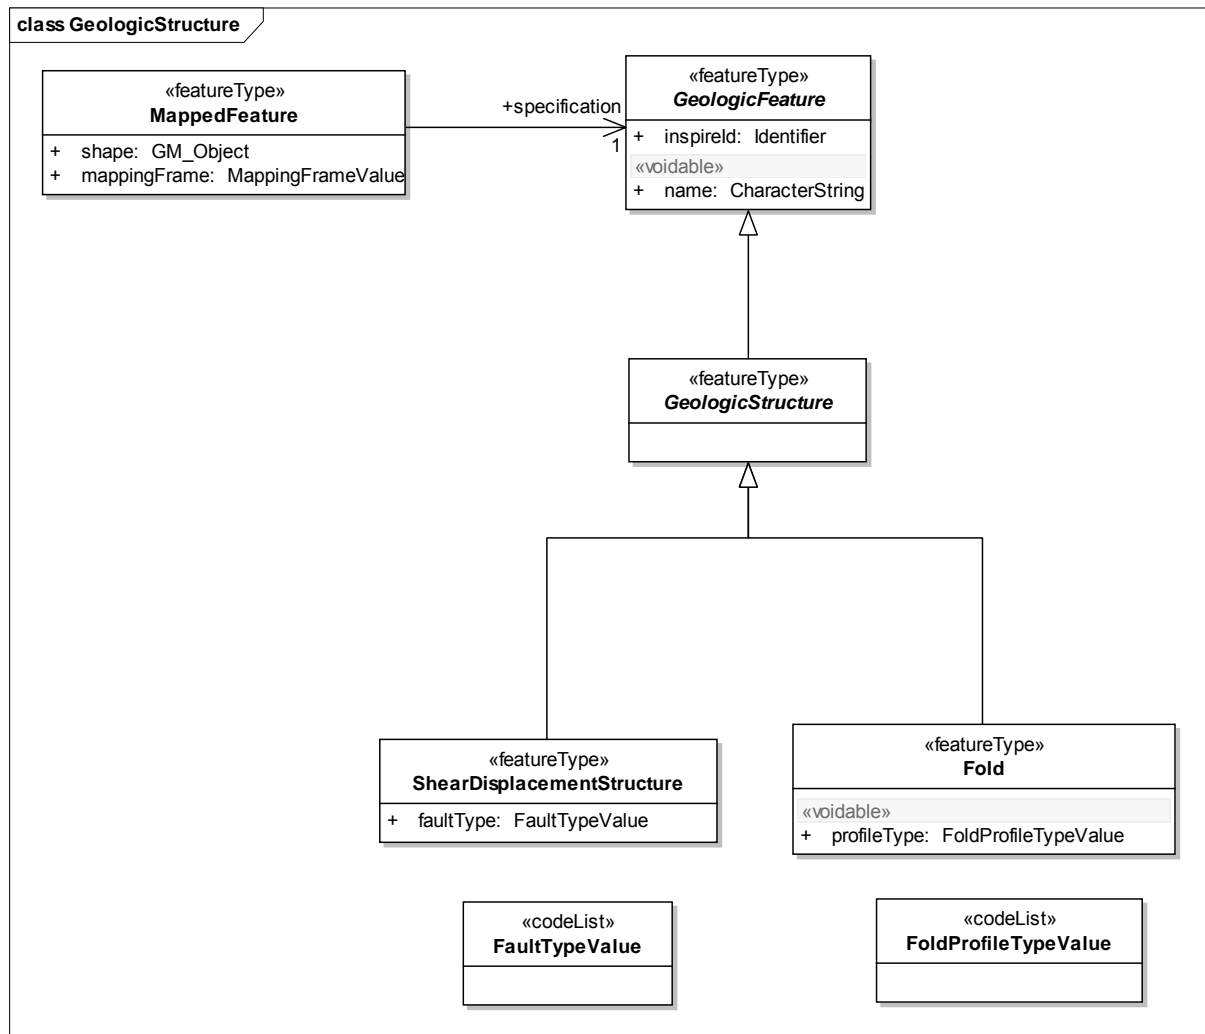 class GeologicStructure
«featureType»
MappedFeature
+ shape: GM_Object
+ mappingFrame: MappingFrameValue
+specification
1
«featureType»
GeologicFeature
+ inspireId: Identifier
«voidable»
+ name: CharacterString
«featureType»
GeologicStructure
«featureType»
ShearDisplacementStructure
+ faultType: FaultTypeValue
«featureType»
Fold
«voidable»
+ profileType: FoldProfileTypeValue
«codeList»
FaultTypeValue
«codeList»
FoldProfileTypeValue